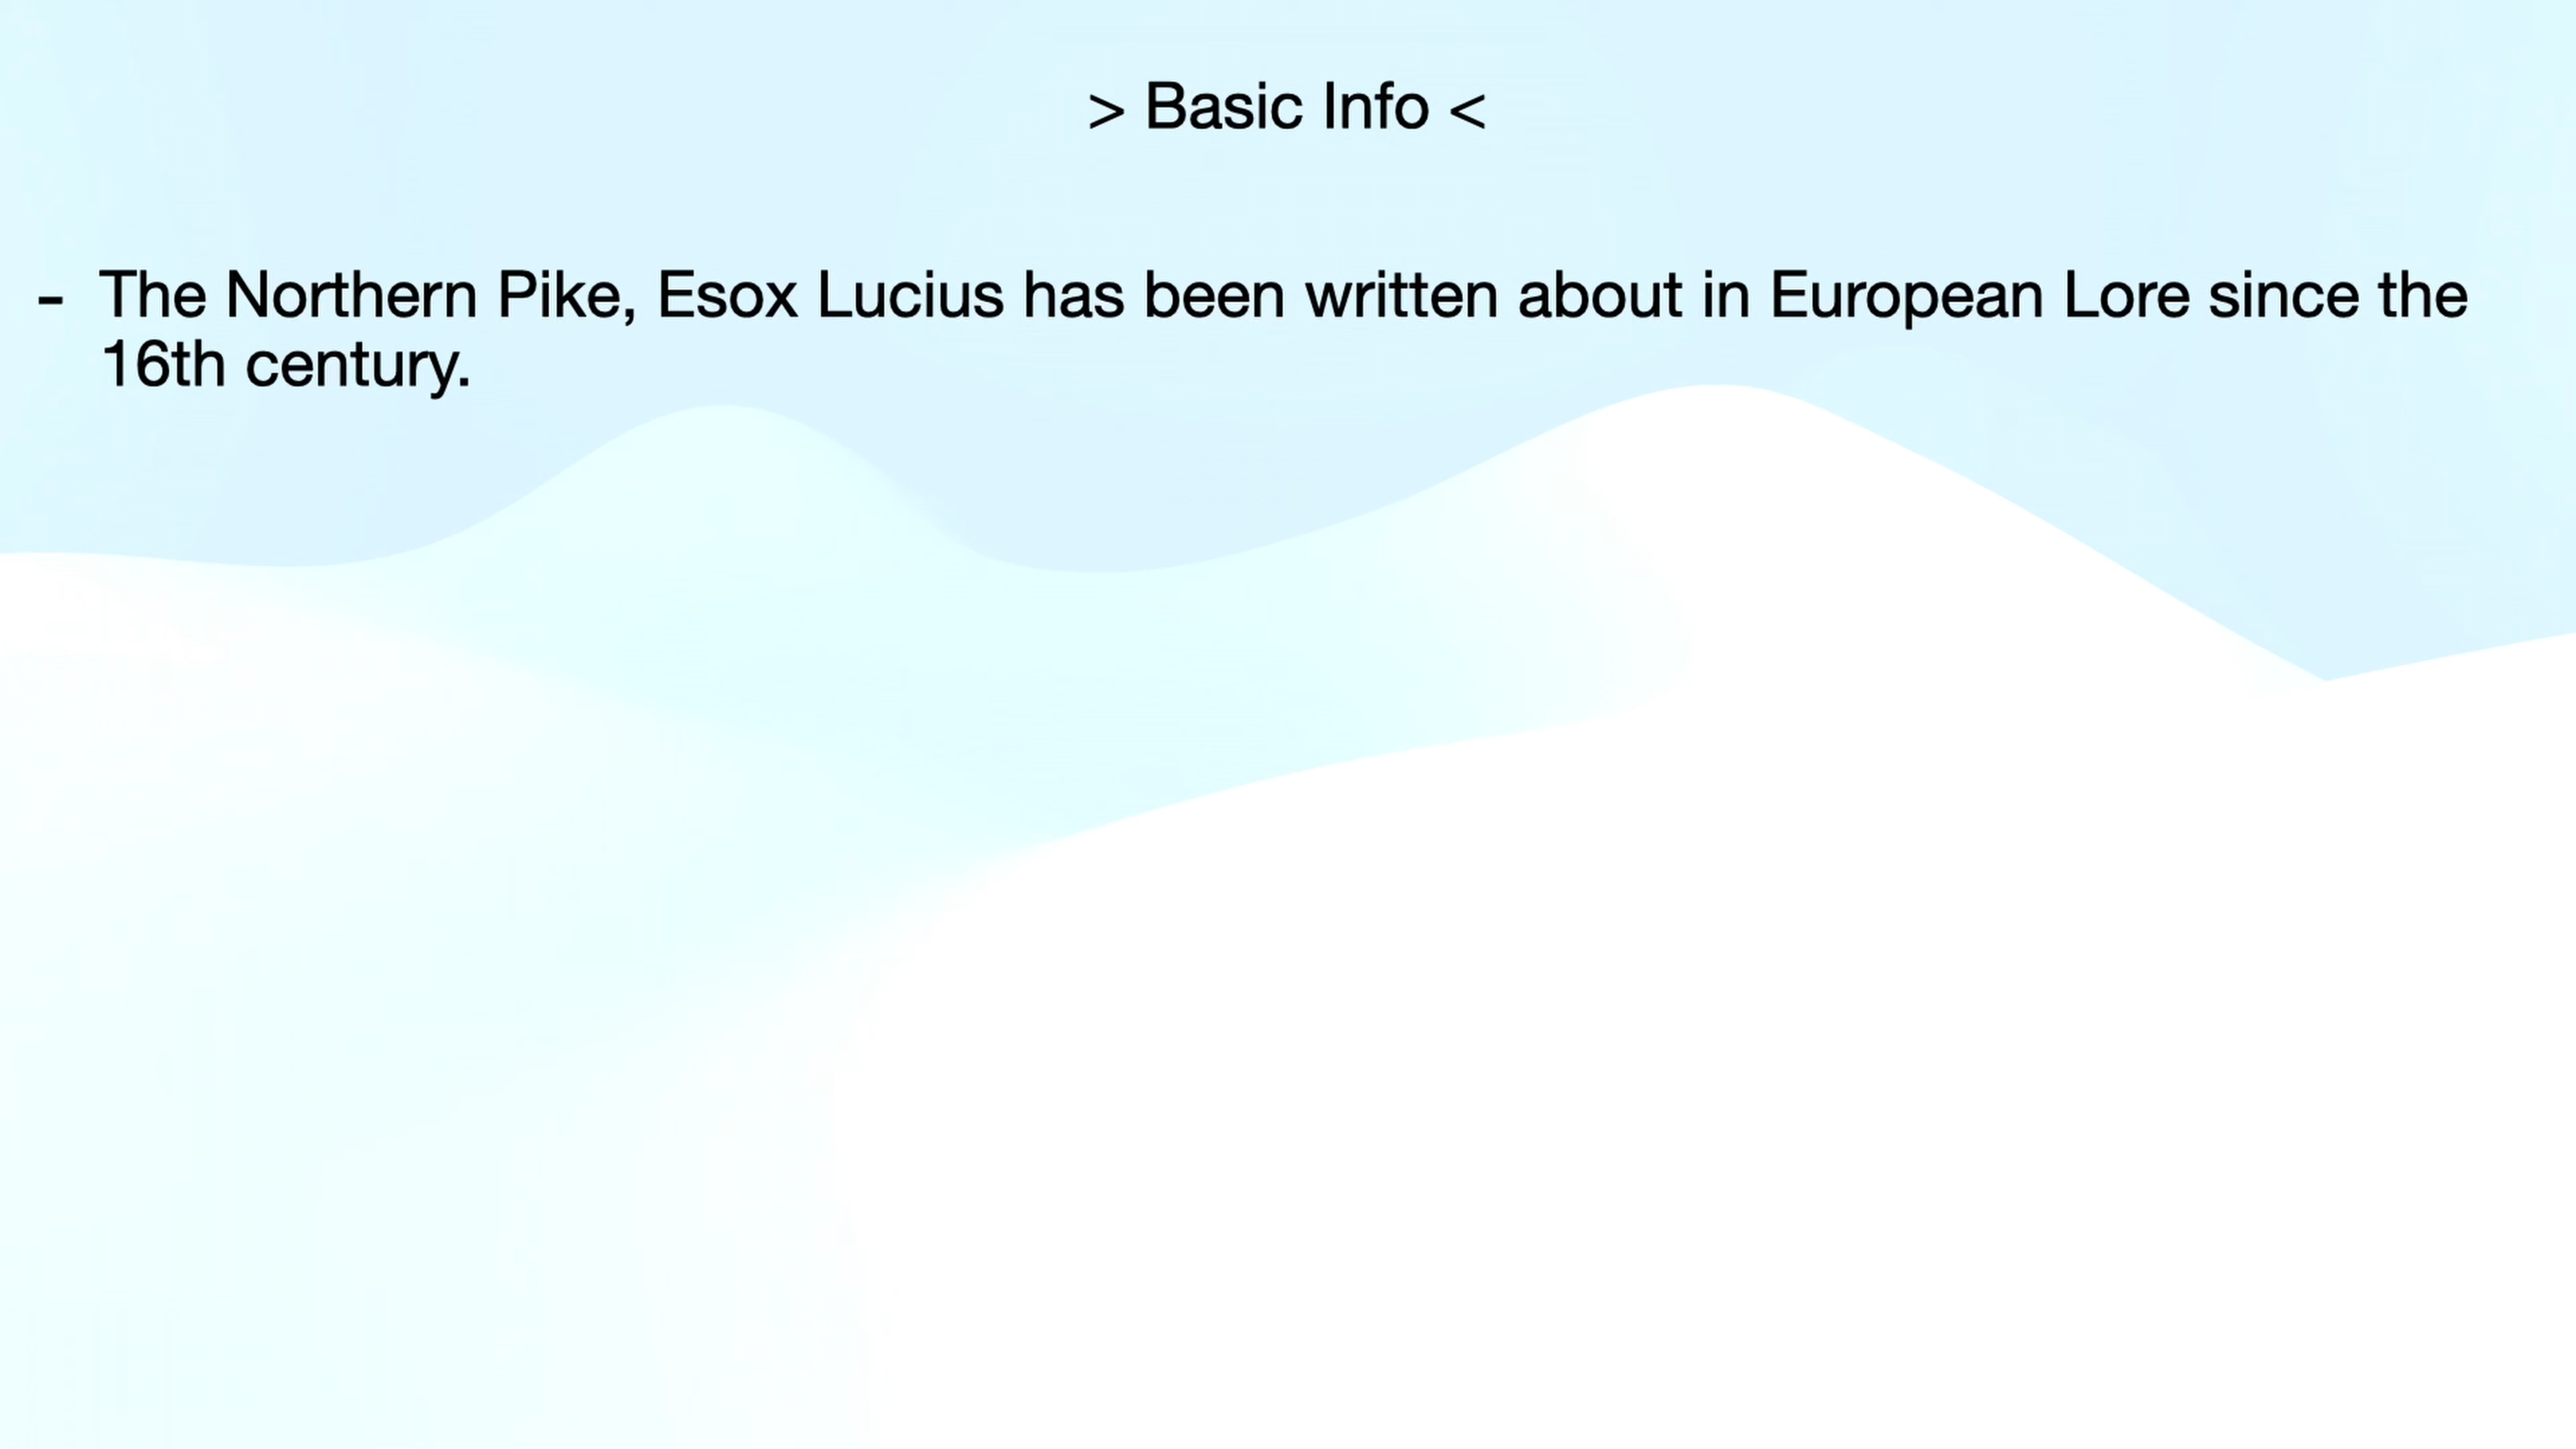 > Basic Info <
- The Northern Pike, Esox Lucius has been written about in European Lore since the
16th century.